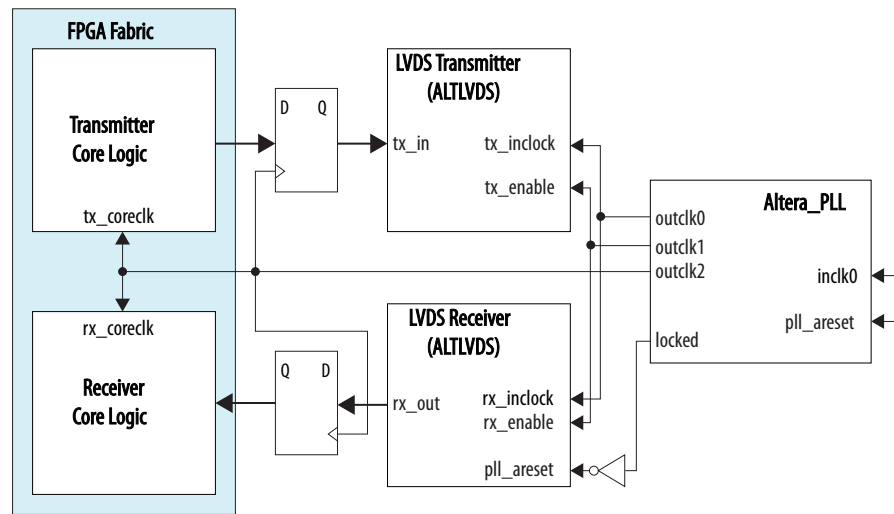 FPGA Fabric
Transmitter
Core Logic
tx_coreclk
D Q
LVDS Transmitter
(ALTLVDS)
tx_in
tx_inclock
tx_enable
Altera_PLL
outclk0
outclk1
outclk2
inclk0
pll_areset
locked
rx_coreclk
Receiver
Core Logic
Q D
LVDS Receiver
(ALTLVDS)
rx_out
rx_inclock
rx_enable
pll_areset